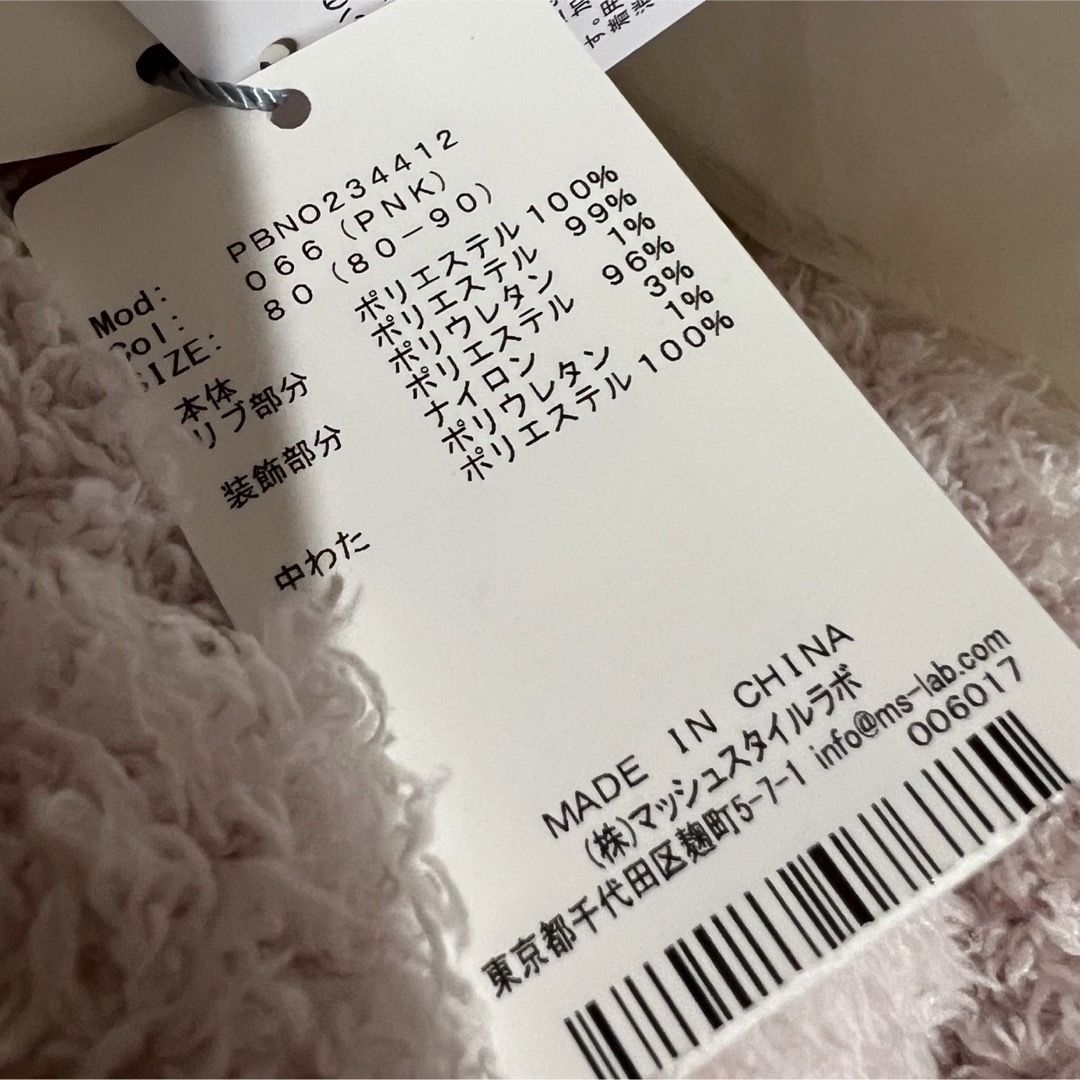 Mod: PBNO234412
Col: 066(PNK)
SIZE: 80(80-90)
本体 ポリエステル100%
リブ部分 ポリエステル 99%
ポリウレタン 1%
装飾部分 ポリエステル 96%
ナイロン 3%
ポリウレタン 1%
中わた ポリエステル100%
MADE IN CHINA
(株)マッシュスタイルラボ
東京都千代田区麹町5-7-1 info@ms-lab.com
006017